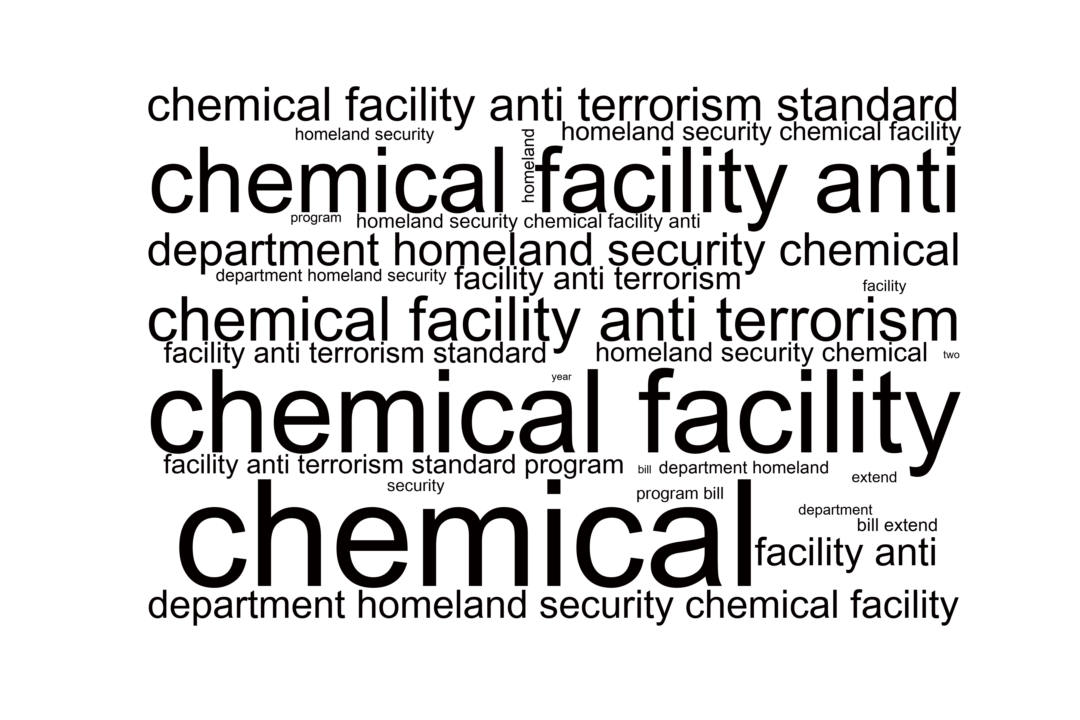 chemical facility anti terrorism standard
homeland security
homeland security chemical facility
homeland
chemical facility anti
program
homeland security chemical facility anti
department homeland security chemical
department homeland security
facility anti terrorism
facility
chemical facility anti terrorism
facility anti terrorism standard
homeland security chemical
two
year
chemical facility
facility anti terrorism standard program
bill
department homeland
extend
security
program bill
chemical
department
bill extend
facility anti
department homeland security chemical facility